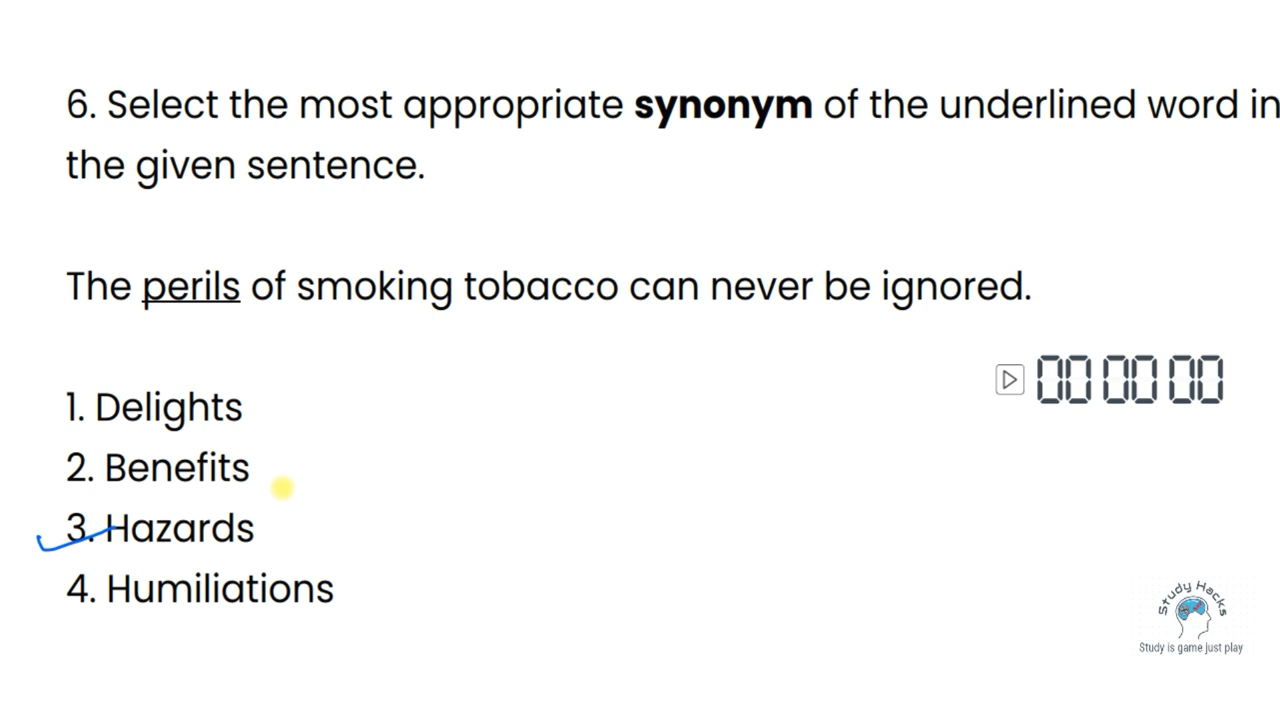 6. Select the most appropriate synonym of the underlined word in
the given sentence.
The perils of smoking tobacco can never be ignored.
1. Delights
00 00 00
2. Benefits
3. Hazards
4. Humiliations
Study Hacks
Study is game just play